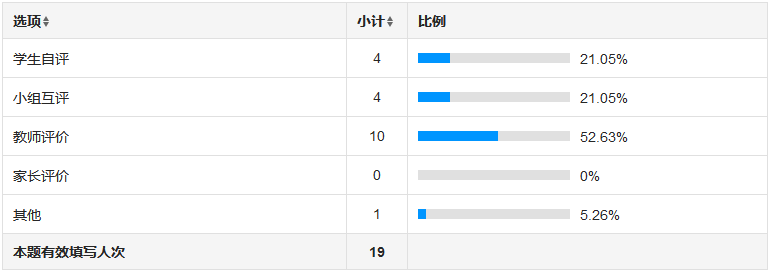 选项 小计 比例
学生自评 4 21.05%
小组互评 4 21.05%
教师评价 10 52.63%
家长评价 0 0%
其他 1 5.26%
本题有效填写人次 19